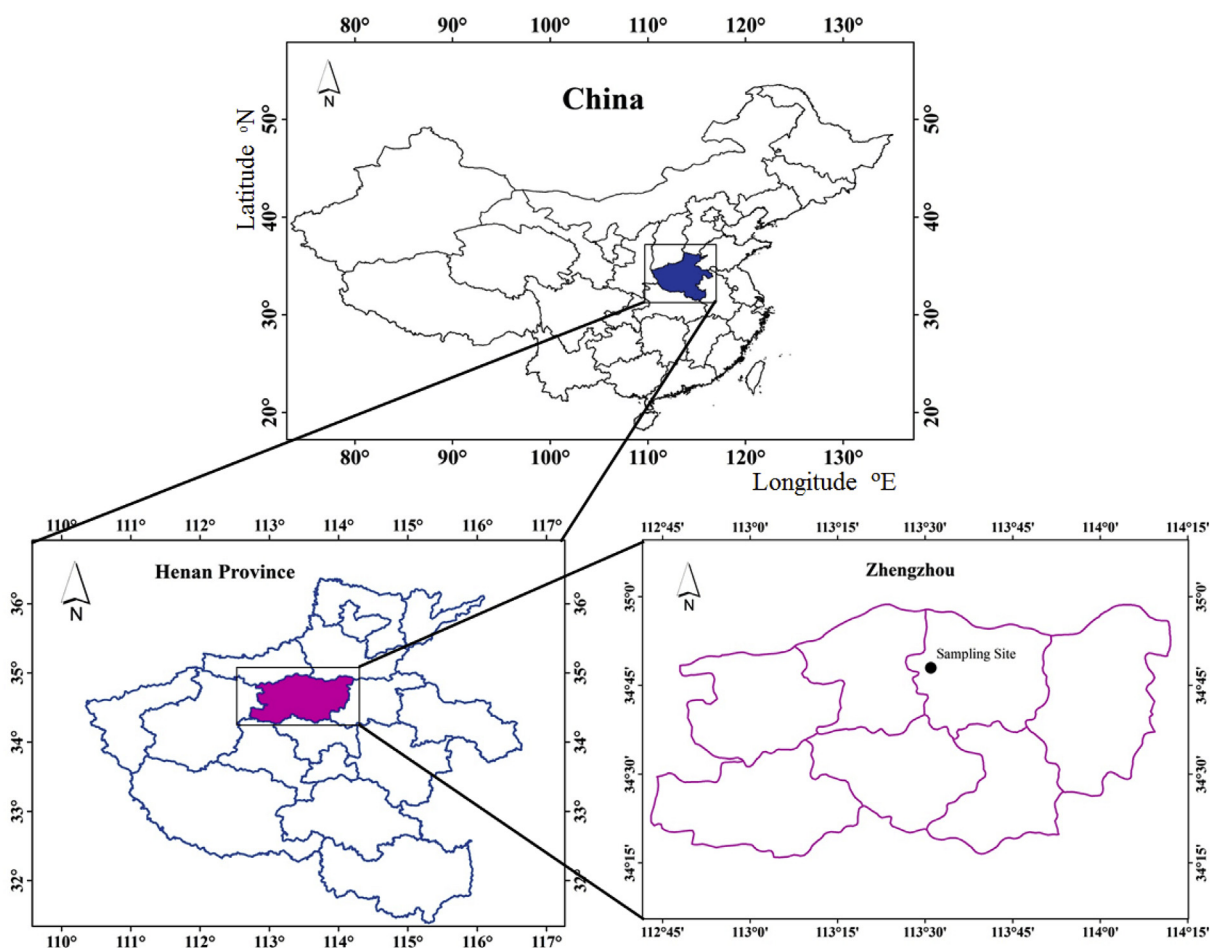 80° 90° 100° 110° 120° 130°
China
N
50° 50°
40° 40°
30° 30°
20° 20°
Latitude °N
80° 90° 100° 110° 120° 130°
Longitude °E
110° 111° 112° 113° 114° 115° 116° 117°
Henan Province
N
36° 36°
35° 35°
34° 34°
33° 33°
32° 32°
110° 111° 112° 113° 114° 115° 116° 117°
112°45' 113°0' 113°15' 113°30' 113°45' 114°0' 114°15'
Zhengzhou
N
35°0' 35°0'
Sampling Site
34°45' 34°45'
34°30' 34°30'
34°15' 34°15'
112°45' 113°0' 113°15' 113°30' 113°45' 114°0' 114°15'